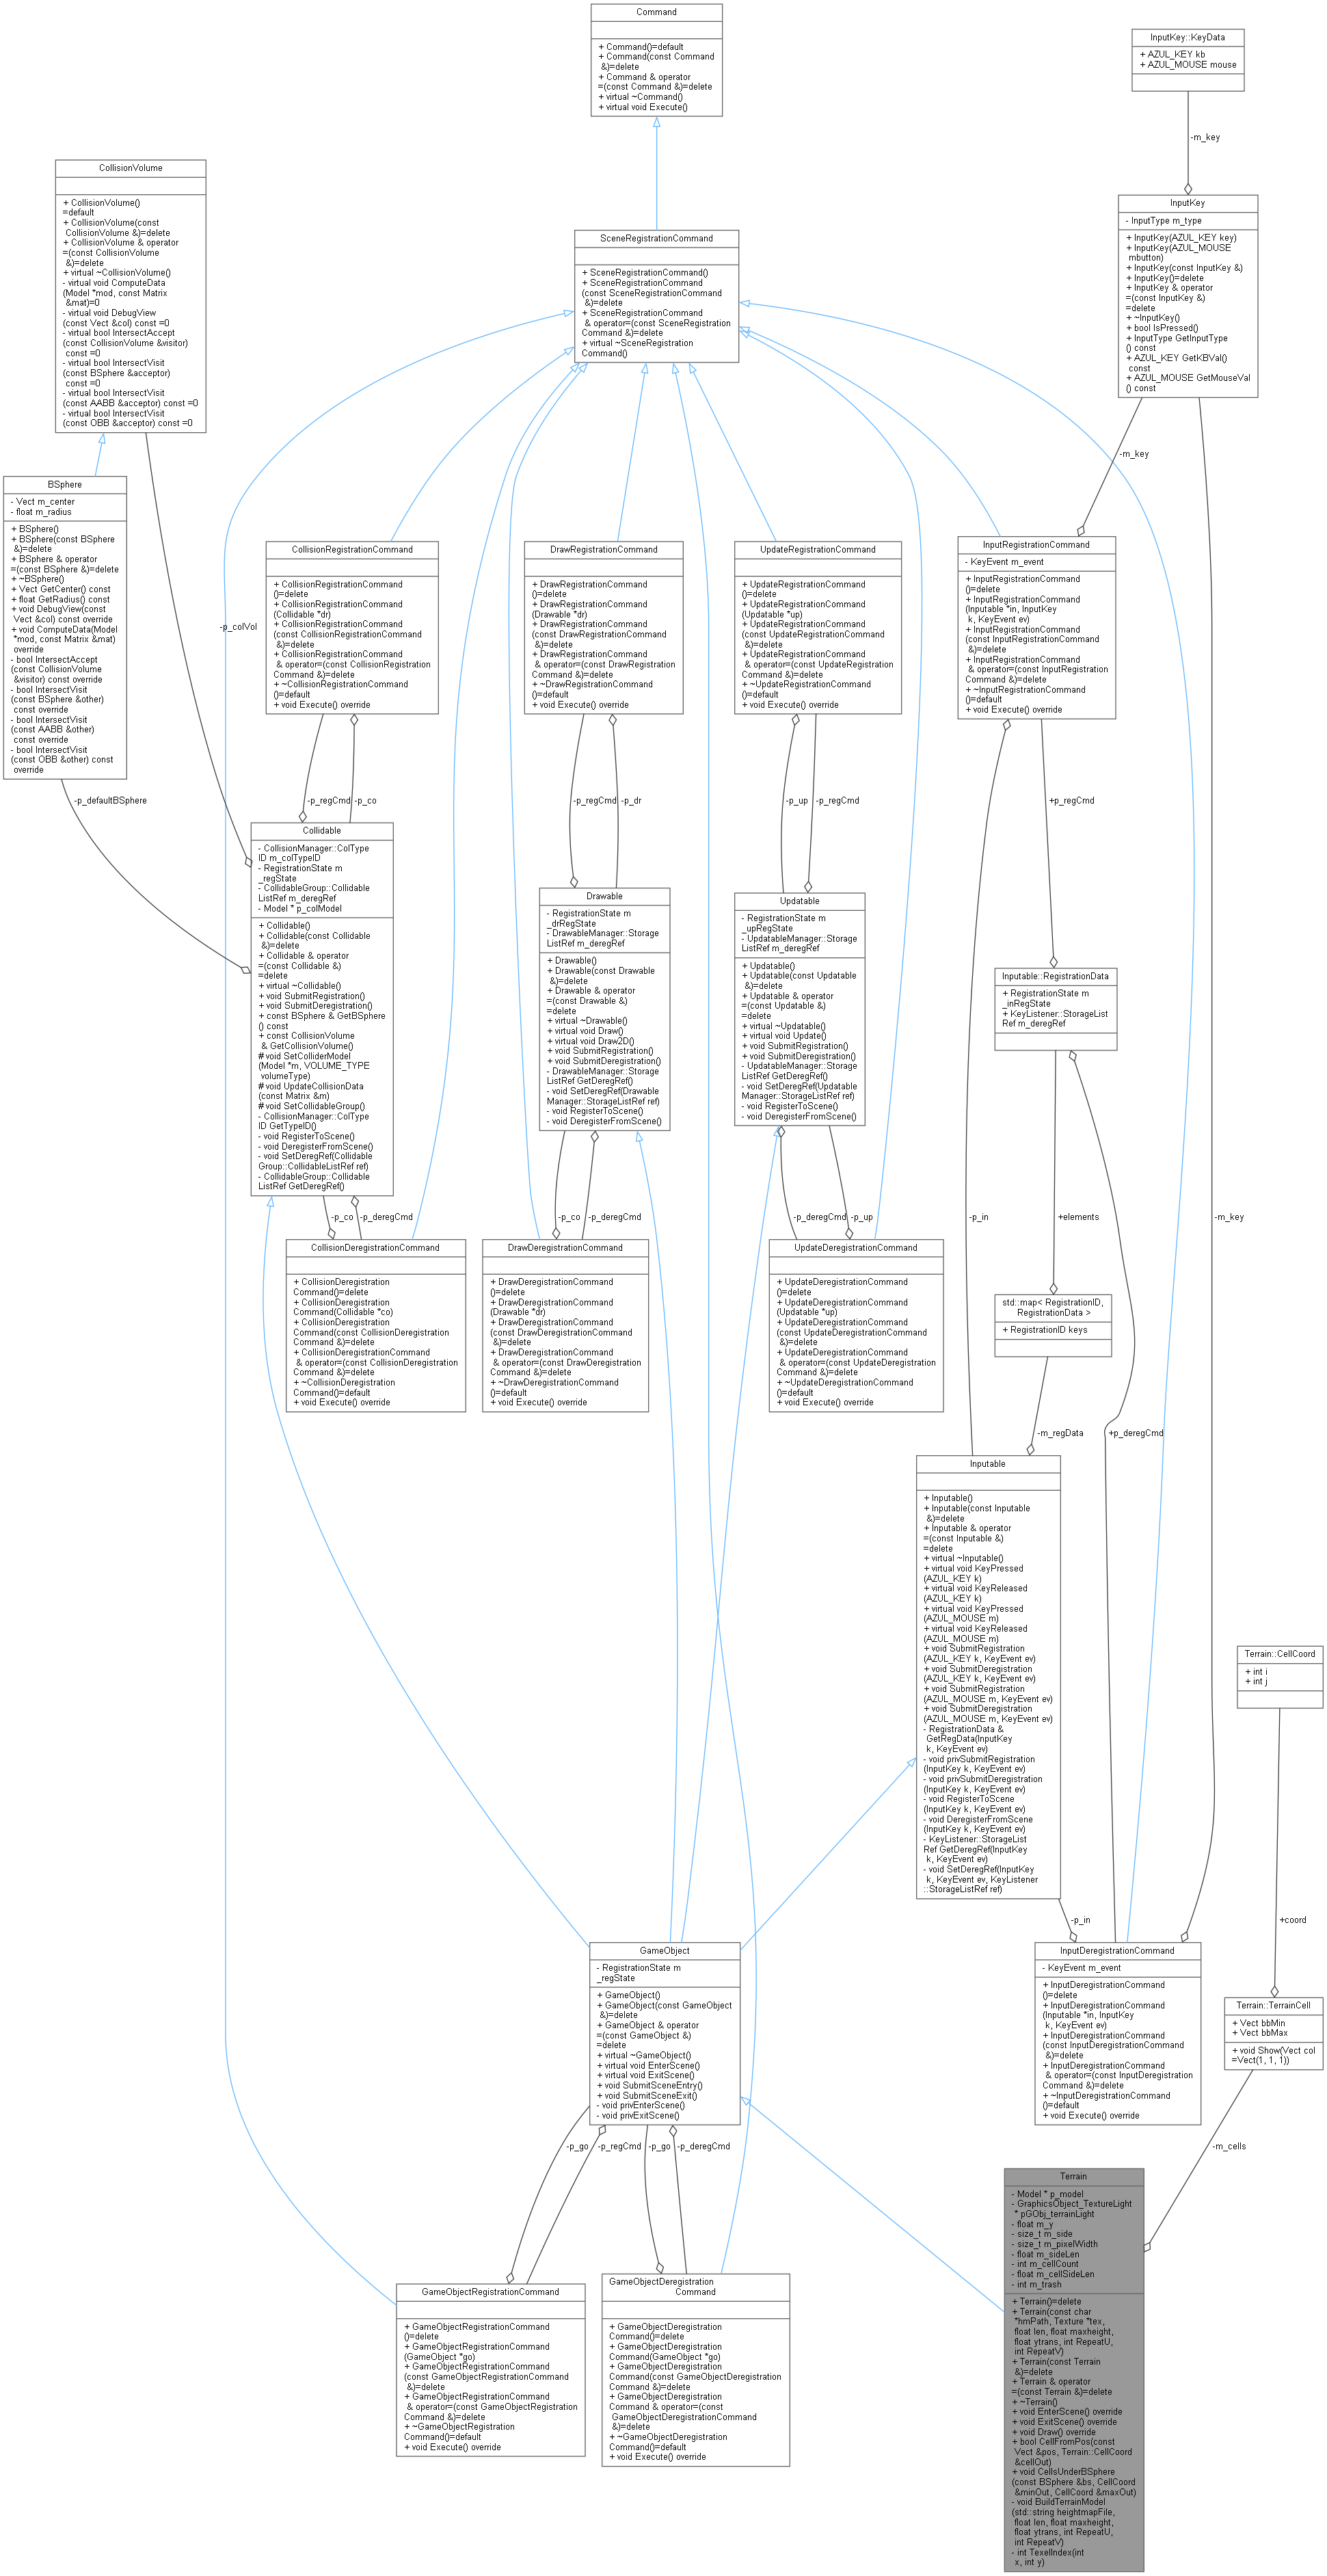 Command
+ Command()=default
+ Command(const Command
&)=delete
+ Command & operator
=(const Command &)=delete
+ virtual ~Command()
+ virtual void Execute()
InputKey::KeyData
+ AZUL_KEY kb
+ AZUL_MOUSE mouse
-m_key
CollisionVolume
+ CollisionVolume()
=default
+ CollisionVolume(const
CollisionVolume &)=delete
+ CollisionVolume & operator
=(const CollisionVolume
&)=delete
+ virtual ~CollisionVolume()
- virtual void ComputeData
(Model *mod, const Matrix
&mat)=0
- virtual void DebugView
(const Vect &col) const =0
- virtual bool IntersectAccept
(const CollisionVolume &visitor)
const =0
- virtual bool IntersectVisit
(const BSphere &acceptor)
const =0
- virtual bool IntersectVisit
(const AABB &acceptor) const =0
- virtual bool IntersectVisit
(const OBB &acceptor) const =0
SceneRegistrationCommand
+ SceneRegistrationCommand()
+ SceneRegistrationCommand
(const SceneRegistrationCommand
&)=delete
+ SceneRegistrationCommand
& operator=(const SceneRegistration
Command &)=delete
+ virtual ~SceneRegistration
Command()
InputKey
- InputType m_type
+ InputKey(AZUL_KEY key)
+ InputKey(AZUL_MOUSE
mbutton)
+ InputKey(const InputKey &)
+ InputKey()=delete
+ InputKey & operator
=(const InputKey &)
=delete
+ ~InputKey()
+ bool IsPressed()
+ InputType GetInputType
() const
+ AZUL_KEY GetKBVal()
const
+ AZUL_MOUSE GetMouseVal
() const
-m_key
BSphere
- Vect m_center
- float m_radius
+ BSphere()
+ BSphere(const BSphere
&)=delete
+ BSphere & operator
=(const BSphere &)=delete
+ ~BSphere()
+ Vect GetCenter() const
+ float GetRadius() const
+ void DebugView(const
Vect &col) const override
+ void ComputeData(Model
*mod, const Matrix &mat)
override
- bool IntersectAccept
(const CollisionVolume
&visitor) const override
- bool IntersectVisit
(const BSphere &other)
const override
- bool IntersectVisit
(const AABB &other)
const override
- bool IntersectVisit
(const OBB &other) const
override
-p_colVol
CollisionRegistrationCommand
+ CollisionRegistrationCommand
()=delete
+ CollisionRegistrationCommand
(Collidable *dr)
+ CollisionRegistrationCommand
(const CollisionRegistrationCommand
&)=delete
+ CollisionRegistrationCommand
& operator=(const CollisionRegistration
Command &)=delete
+ ~CollisionRegistrationCommand
()=default
+ void Execute() override
DrawRegistrationCommand
+ DrawRegistrationCommand
()=delete
+ DrawRegistrationCommand
(Drawable *dr)
+ DrawRegistrationCommand
(const DrawRegistrationCommand
&)=delete
+ DrawRegistrationCommand
& operator=(const DrawRegistration
Command &)=delete
+ ~DrawRegistrationCommand
()=default
+ void Execute() override
UpdateRegistrationCommand
+ UpdateRegistrationCommand
()=delete
+ UpdateRegistrationCommand
(Updatable *up)
+ UpdateRegistrationCommand
(const UpdateRegistrationCommand
&)=delete
+ UpdateRegistrationCommand
& operator=(const UpdateRegistration
Command &)=delete
+ ~UpdateRegistrationCommand
()=default
+ void Execute() override
InputRegistrationCommand
- KeyEvent m_event
+ InputRegistrationCommand
()=delete
+ InputRegistrationCommand
(Inputable *in, InputKey
k, KeyEvent ev)
+ InputRegistrationCommand
(const InputRegistrationCommand
&)=delete
+ InputRegistrationCommand
& operator=(const InputRegistration
Command &)=delete
+ ~InputRegistrationCommand
()=default
+ void Execute() override
-p_defaultBSphere
-p_regCmd
-p_co
-p_regCmd
-p_dr
-p_up
-p_regCmd
+p_regCmd
Collidable
- CollisionManager::ColType
ID m_colTypeID
- RegistrationState m
_regState
- CollidableGroup::Collidable
ListRef m_deregRef
- Model * p_colModel
+ Collidable()
+ Collidable(const Collidable
&)=delete
+ Collidable & operator
=(const Collidable &)
=delete
+ virtual ~Collidable()
+ void SubmitRegistration()
+ void SubmitDeregistration()
+ const BSphere & GetBSphere
() const
+ const CollisionVolume
& GetCollisionVolume()
# void SetColliderModel
(Model *m, VOLUME_TYPE
volumeType)
# void UpdateCollisionData
(const Matrix &m)
# void SetCollidableGroup()
- CollisionManager::ColType
ID GetTypeID()
- void RegisterToScene()
- void DeregisterFromScene()
- void SetDeregRef(Collidable
Group::CollidableListRef ref)
- CollidableGroup::Collidable
ListRef GetDeregRef()
Drawable
- RegistrationState m
_drRegState
- DrawableManager::Storage
ListRef m_deregRef
+ Drawable()
+ Drawable(const Drawable
&)=delete
+ Drawable & operator
=(const Drawable &)
=delete
+ virtual ~Drawable()
+ virtual void Draw()
+ virtual void Draw2D()
+ void SubmitRegistration()
+ void SubmitDeregistration()
- DrawableManager::Storage
ListRef GetDeregRef()
- void SetDeregRef(Drawable
Manager::StorageListRef ref)
- void RegisterToScene()
- void DeregisterFromScene()
Updatable
- RegistrationState m
_upRegState
- UpdatableManager::Storage
ListRef m_deregRef
+ Updatable()
+ Updatable(const Updatable
&)=delete
+ Updatable & operator
=(const Updatable &)
=delete
+ virtual ~Updatable()
+ virtual void Update()
+ void SubmitRegistration()
+ void SubmitDeregistration()
- UpdatableManager::Storage
ListRef GetDeregRef()
- void SetDeregRef(Updatable
Manager::StorageListRef ref)
- void RegisterToScene()
- void DeregisterFromScene()
Inputable::RegistrationData
+ RegistrationState m
_inRegState
+ KeyListener::StorageList
Ref m_deregRef
-p_co
-p_deregCmd
-p_co
-p_deregCmd
-p_deregCmd
-p_up
-p_in
+elements
-m_key
CollisionDeregistrationCommand
+ CollisionDeregistration
Command()=delete
+ CollisionDeregistration
Command(Collidable *co)
+ CollisionDeregistration
Command(const CollisionDeregistration
Command &)=delete
+ CollisionDeregistrationCommand
& operator=(const CollisionDeregistration
Command &)=delete
+ ~CollisionDeregistration
Command()=default
+ void Execute() override
DrawDeregistrationCommand
+ DrawDeregistrationCommand
()=delete
+ DrawDeregistrationCommand
(Drawable *dr)
+ DrawDeregistrationCommand
(const DrawDeregistrationCommand
&)=delete
+ DrawDeregistrationCommand
& operator=(const DrawDeregistration
Command &)=delete
+ ~DrawDeregistrationCommand
()=default
+ void Execute() override
UpdateDeregistrationCommand
+ UpdateDeregistrationCommand
()=delete
+ UpdateDeregistrationCommand
(Updatable *up)
+ UpdateDeregistrationCommand
(const UpdateDeregistrationCommand
&)=delete
+ UpdateDeregistrationCommand
& operator=(const UpdateDeregistration
Command &)=delete
+ ~UpdateDeregistrationCommand
()=default
+ void Execute() override
std::map< RegistrationID,
RegistrationData >
+ RegistrationID keys
-m_regData
+p_deregCmd
Inputable
+ Inputable()
+ Inputable(const Inputable
&)=delete
+ Inputable & operator
=(const Inputable &)
=delete
+ virtual ~Inputable()
+ virtual void KeyPressed
(AZUL_KEY k)
+ virtual void KeyReleased
(AZUL_KEY k)
+ virtual void KeyPressed
(AZUL_MOUSE m)
+ virtual void KeyReleased
(AZUL_MOUSE m)
+ void SubmitRegistration
(AZUL_KEY k, KeyEvent ev)
+ void SubmitDeregistration
(AZUL_KEY k, KeyEvent ev)
+ void SubmitRegistration
(AZUL_MOUSE m, KeyEvent ev)
+ void SubmitDeregistration
(AZUL_MOUSE m, KeyEvent ev)
- RegistrationData &
GetRegData(InputKey
k, KeyEvent ev)
- void privSubmitRegistration
(InputKey k, KeyEvent ev)
- void privSubmitDeregistration
(InputKey k, KeyEvent ev)
- void RegisterToScene
(InputKey k, KeyEvent ev)
- void DeregisterFromScene
(InputKey k, KeyEvent ev)
- KeyListener::StorageList
Ref GetDeregRef(InputKey
k, KeyEvent ev)
- void SetDeregRef(InputKey
k, KeyEvent ev, KeyListener
::StorageListRef ref)
Terrain::CellCoord
+ int i
+ int j
-p_in
+coord
GameObject
- RegistrationState m
_regState
+ GameObject()
+ GameObject(const GameObject
&)=delete
+ GameObject & operator
=(const GameObject &)
=delete
+ virtual ~GameObject()
+ virtual void EnterScene()
+ virtual void ExitScene()
+ void SubmitSceneEntry()
+ void SubmitSceneExit()
- void privEnterScene()
- void privExitScene()
InputDeregistrationCommand
- KeyEvent m_event
+ InputDeregistrationCommand
()=delete
+ InputDeregistrationCommand
(Inputable *in, InputKey
k, KeyEvent ev)
+ InputDeregistrationCommand
(const InputDeregistrationCommand
&)=delete
+ InputDeregistrationCommand
& operator=(const InputDeregistration
Command &)=delete
+ ~InputDeregistrationCommand
()=default
+ void Execute() override
Terrain::TerrainCell
+ Vect bbMin
+ Vect bbMax
+ void Show(Vect col
=Vect(1, 1, 1))
-p_go
-p_regCmd
-p_go
-p_deregCmd
-m_cells
GameObjectRegistrationCommand
+ GameObjectRegistrationCommand
()=delete
+ GameObjectRegistrationCommand
(GameObject *go)
+ GameObjectRegistrationCommand
(const GameObjectRegistrationCommand
&)=delete
+ GameObjectRegistrationCommand
& operator=(const GameObjectRegistration
Command &)=delete
+ ~GameObjectRegistration
Command()=default
+ void Execute() override
GameObjectDeregistration
Command
+ GameObjectDeregistration
Command()=delete
+ GameObjectDeregistration
Command(GameObject *go)
+ GameObjectDeregistration
Command(const GameObjectDeregistration
Command &)=delete
+ GameObjectDeregistration
Command & operator=(const
GameObjectDeregistrationCommand
&)=delete
+ ~GameObjectDeregistration
Command()=default
+ void Execute() override
Terrain
- Model * p_model
- GraphicsObject_TextureLight
* pGObj_terrainLight
- float m_y
- size_t m_side
- size_t m_pixelWidth
- float m_sideLen
- int m_cellCount
- float m_cellSideLen
- int m_trash
+ Terrain()=delete
+ Terrain(const char
*hmPath, Texture *tex,
float len, float maxheight,
float ytrans, int RepeatU,
int RepeatV)
+ Terrain(const Terrain
&)=delete
+ Terrain & operator
=(const Terrain &)=delete
+ ~Terrain()
+ void EnterScene() override
+ void ExitScene() override
+ void Draw() override
+ bool CellFromPos(const
Vect &pos, Terrain::CellCoord
&cellOut)
+ void CellsUnderBSphere
(const BSphere &bs, CellCoord
&minOut, CellCoord &maxOut)
- void BuildTerrainModel
(std::string heightmapFile,
float len, float maxheight,
float ytrans, int RepeatU,
int RepeatV)
- int TexelIndex(int
x, int y)